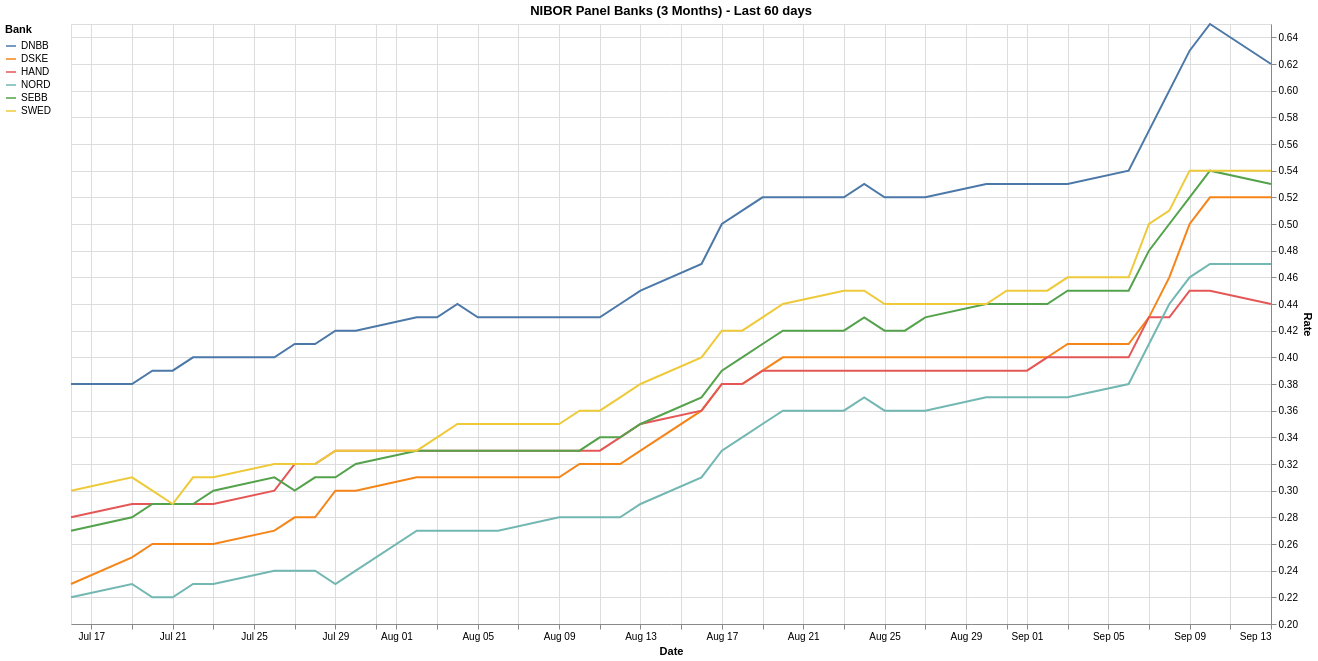 NIBOR Panel Banks (3 Months) - Last 60 days
Bank
DNBB
DSKE
HAND
NORD
SEBB
SWED
0.64
0.62
0.60
0.58
0.56
0.54
0.52
0.50
0.48
0.46
0.44
0.42
0.40
0.38
0.36
0.34
0.32
0.30
0.28
0.26
0.24
0.22
0.20
Rate
Jul 17 Jul 21 Jul 25 Jul 29 Aug 01 Aug 05 Aug 09 Aug 13 Aug 17 Aug 21 Aug 25 Aug 29 Sep 01 Sep 05 Sep 09 Sep 13
Date